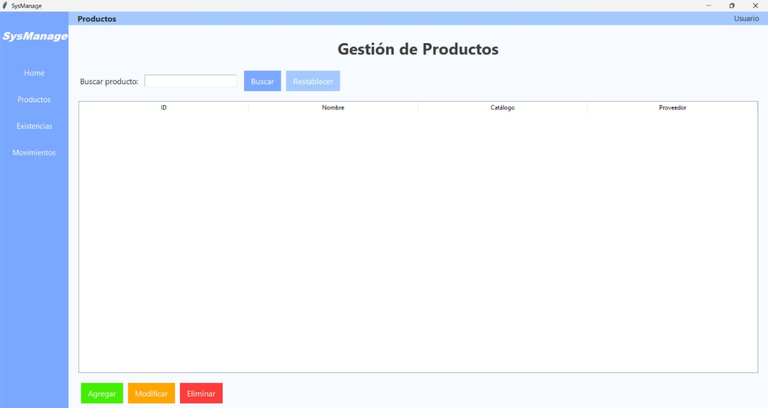 SysManage
Productos
Usuario
SysManage
Home
Productos
Existencias
Movimientos
Gestión de Productos
Buscar producto:
Buscar
Restablecer
ID Nombre Catálogo Proveedor
Agregar Modificar Eliminar